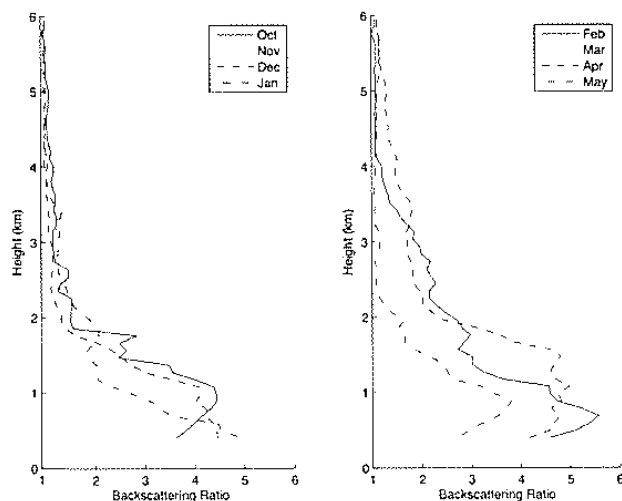 Oct
Nov
Dec
Jan
6
5
4
3
2
1
0
Height (km)
1 2 3 4 5 6
Backscattering Ratio
Feb
Mar
Apr
May
6
5
4
3
2
1
0
Height (km)
1 2 3 4 5 6
Backscattering Ratio